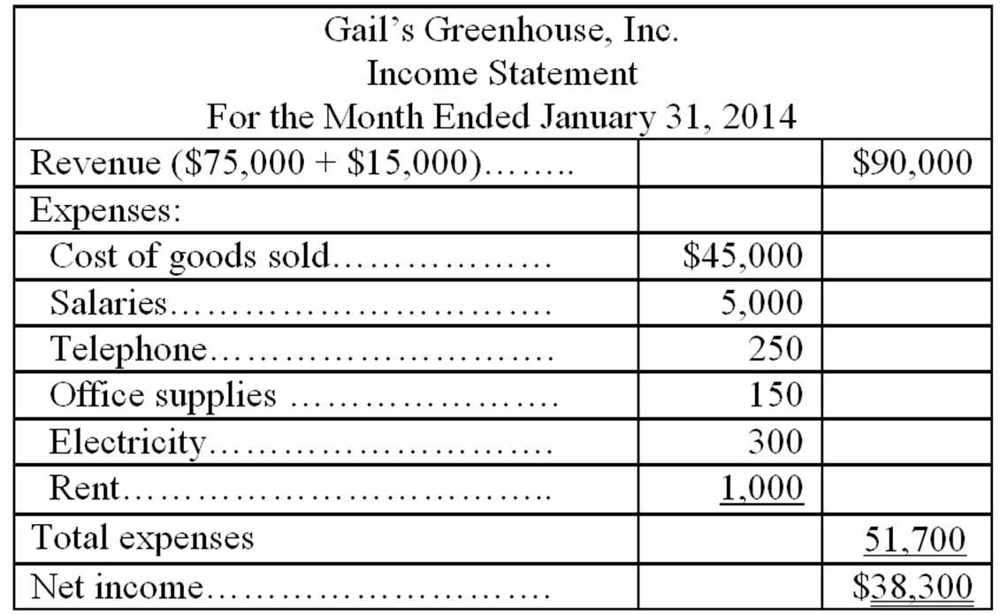 Gail’s Greenhouse, Inc.
Income Statement
For the Month Ended January 31, 2014
Revenue ($75,000 + $15,000)…….. $90,000
Expenses:
Cost of goods sold……………… $45,000
Salaries…………………………. 5,000
Telephone………………………. 250
Office supplies …………………. 150
Electricity………………………. 300
Rent…………………………….. 1,000
Total expenses 51,700
Net income………………………. $38,300